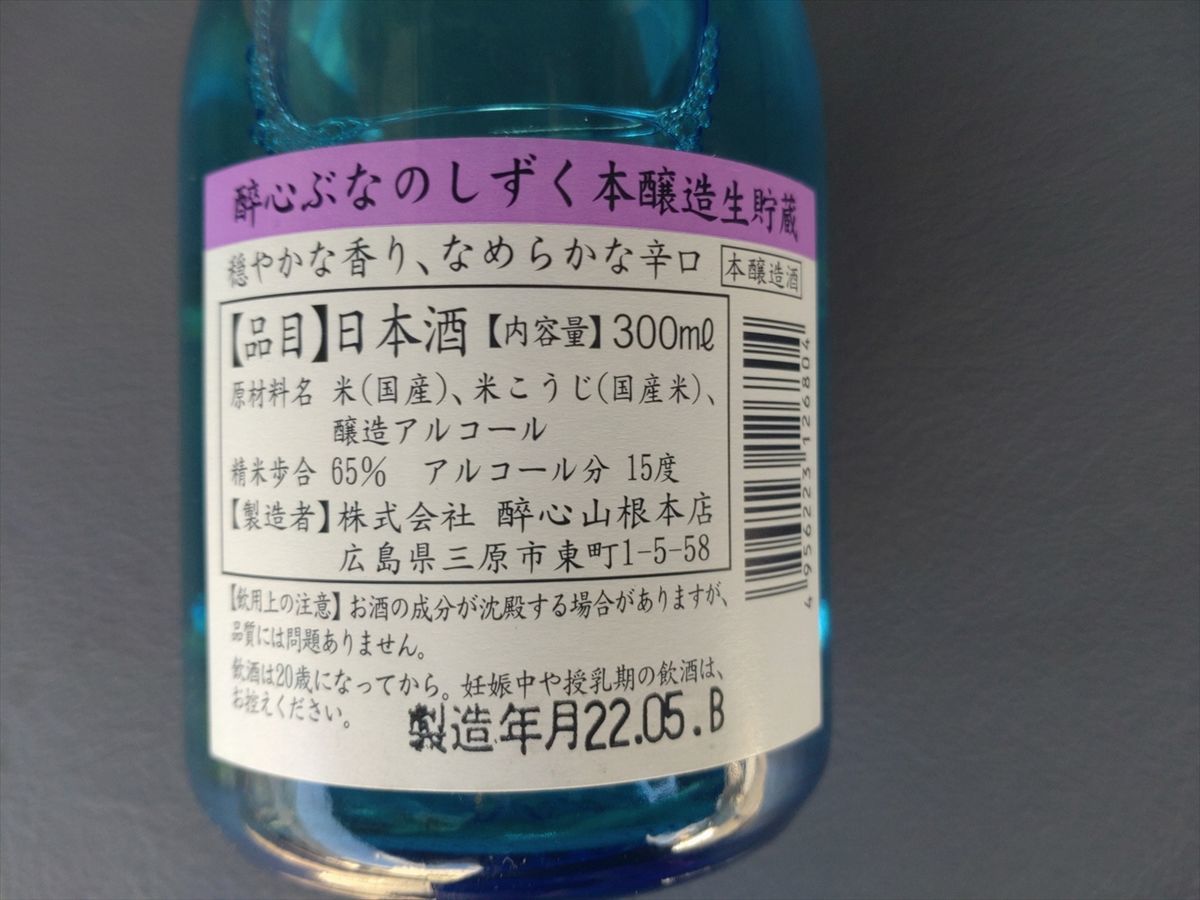 酔心ぶなのしずく本醸造生貯蔵
穏やかな香り、なめらかな辛口 本醸造酒
【品目】日本酒【内容量】300mℓ
原材料名 米(国産)、米こうじ(国産米)、
醸造アルコール
精米歩合 65% アルコール分 15度
【製造者】株式会社 酔心山根本店
広島県三原市東町1-5-58
【飲用上の注意】お酒の成分が沈殿する場合がありますが、
品質には問題ありません。
飲酒は20歳になってから。妊娠中や授乳期の飲酒は、
お控えください。
製造年月22.05.B
4956223126804